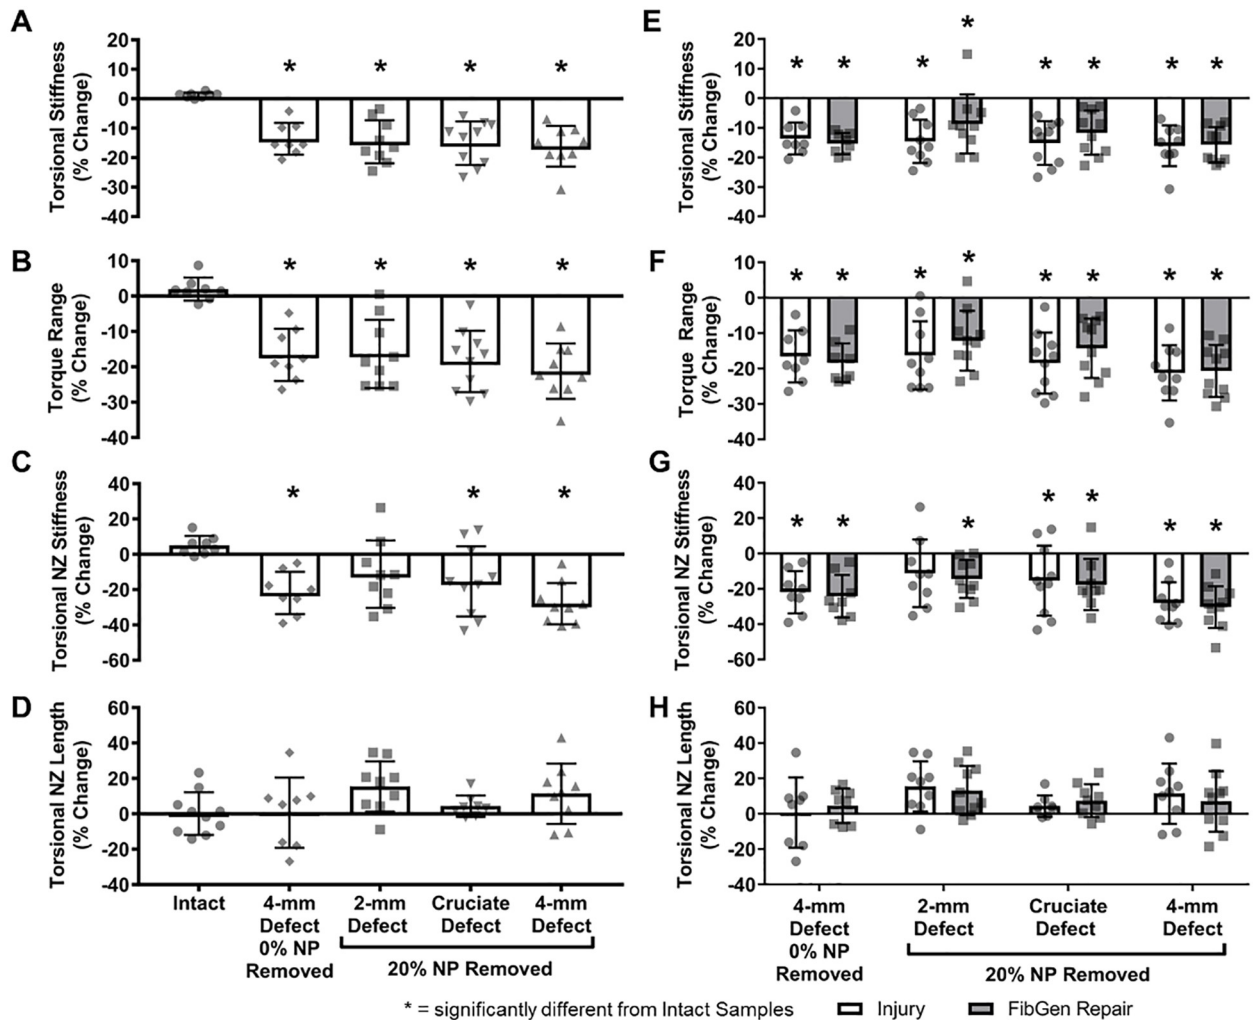 A
Torsional Stiffness
(% Change)
20
10
0
-10
-20
-30
-40
* * * *
B
Torque Range
(% Change)
10
0
-10
-20
-30
-40
* * * *
C
Torsional NZ Stiffness
(% Change)
40
20
0
-20
-40
-60
* * *
D
Torsional NZ Length
(% Change)
60
40
20
0
-20
-40
Intact
4-mm
Defect
0% NP
Removed
2-mm
Defect
Cruciate
Defect
4-mm
Defect
20% NP Removed
E
Torsional Stiffness
(% Change)
20
10
0
-10
-20
-30
-40
* * * * * * * *
F
Torque Range
(% Change)
10
0
-10
-20
-30
-40
* * * * * * * *
G
Torsional NZ Stiffness
(% Change)
40
20
0
-20
-40
-60
* * * * * * *
H
Torsional NZ Length
(% Change)
60
40
20
0
-20
-40
4-mm
Defect
0% NP
Removed
2-mm
Defect
Cruciate
Defect
4-mm
Defect
20% NP Removed
* = significantly different from Intact Samples
Injury
FibGen Repair